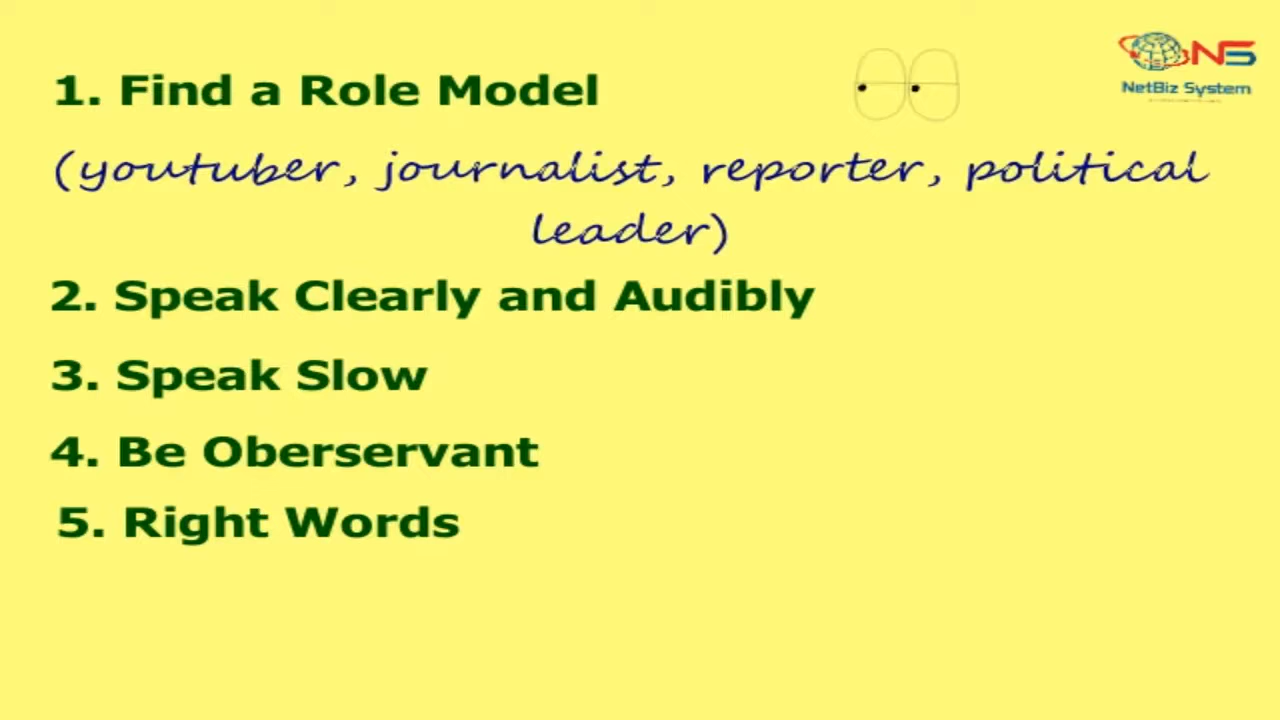 NS
NetBiz System
1. Find a Role Model
(youtuber, journalist, reporter, political
leader)
2. Speak Clearly and Audibly
3. Speak Slow
4. Be Oberservant
5. Right Words